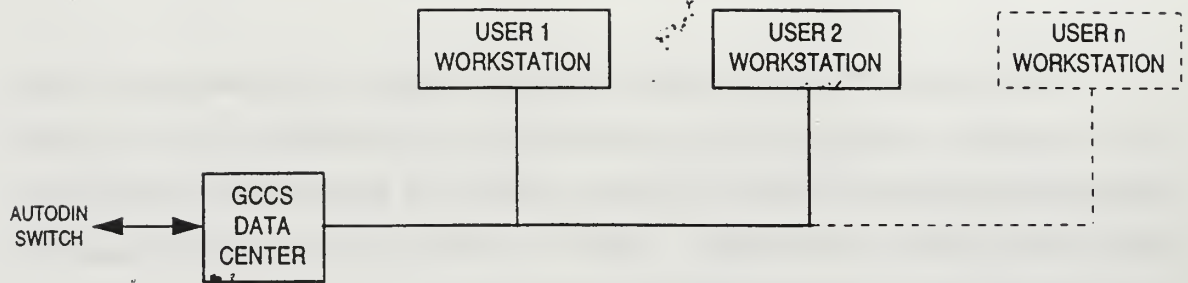 USER 1
WORKSTATION
USER 2
WORKSTATION
USER n
WORKSTATION
AUTODIN
SWITCH
GCCS
DATA
CENTER